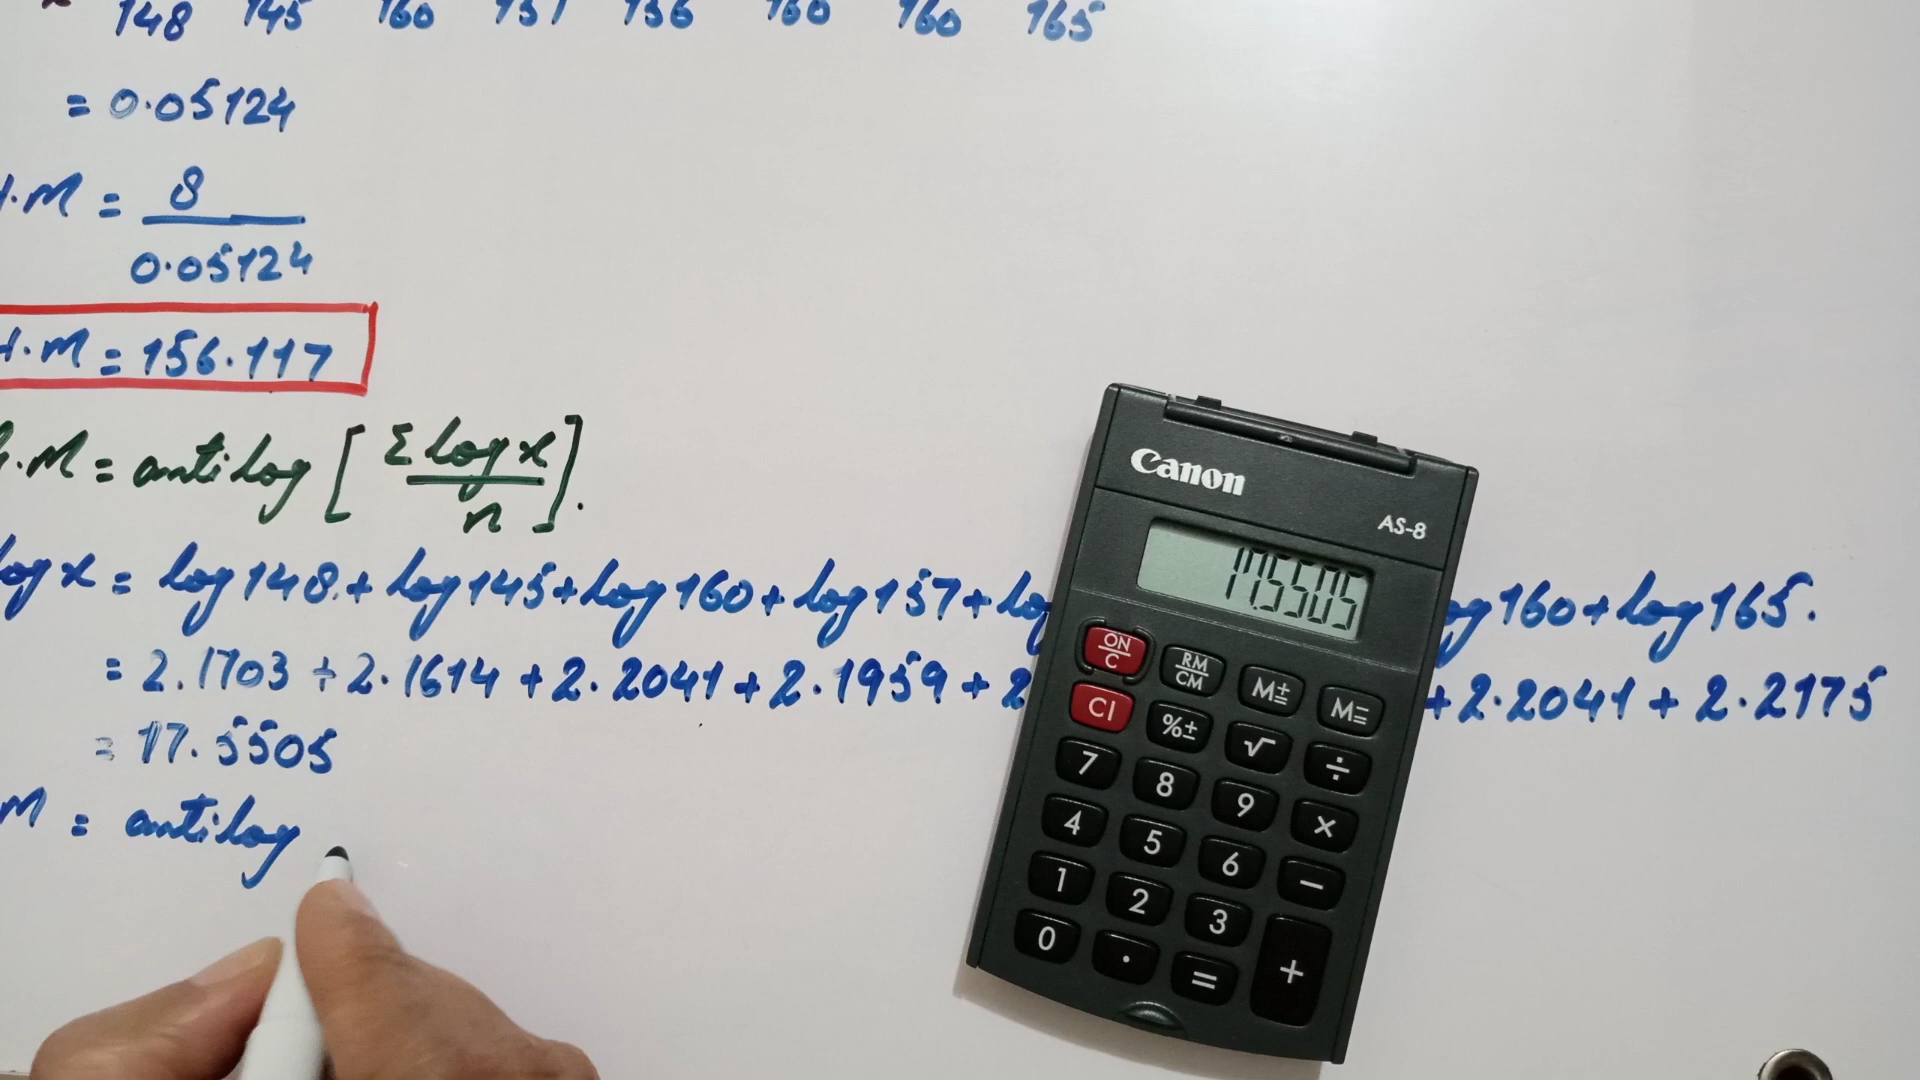 148 145 160 157 156 160 160 165
= 0.05124
H.M = 8
0.05124
H.M = 156.117
G.M = antilog [ Σ log x
n ].
log x = log 148 + log 145 + log 160 + log 157 + log 160 + log 165.
= 2.1703 + 2.1614 + 2.2041 + 2.1959 + 2 + 2.2041 + 2.2175
= 17.5505
M = antilog
Canon
AS-8
17.5505
ON/C RM/CM M± M=
CI %± √ ÷
7 8 9 ×
4 5 6 −
1 2 3
0 . = +